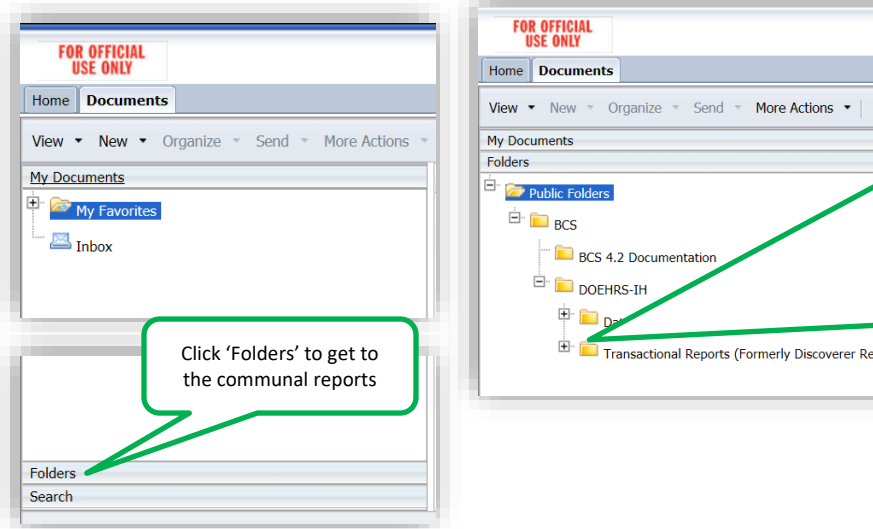 FOR OFFICIAL
USE ONLY
Home Documents
View New Organize Send More Actions
My Documents
My Favorites
Inbox
Click ‘Folders’ to get to
the communal reports
Folders
Search
FOR OFFICIAL
USE ONLY
Home Documents
View New Organize Send More Actions
My Documents
Folders
Public Folders
BCS
BCS 4.2 Documentation
DOEHRS-IH
Transactional Reports (Formerly Discoverer